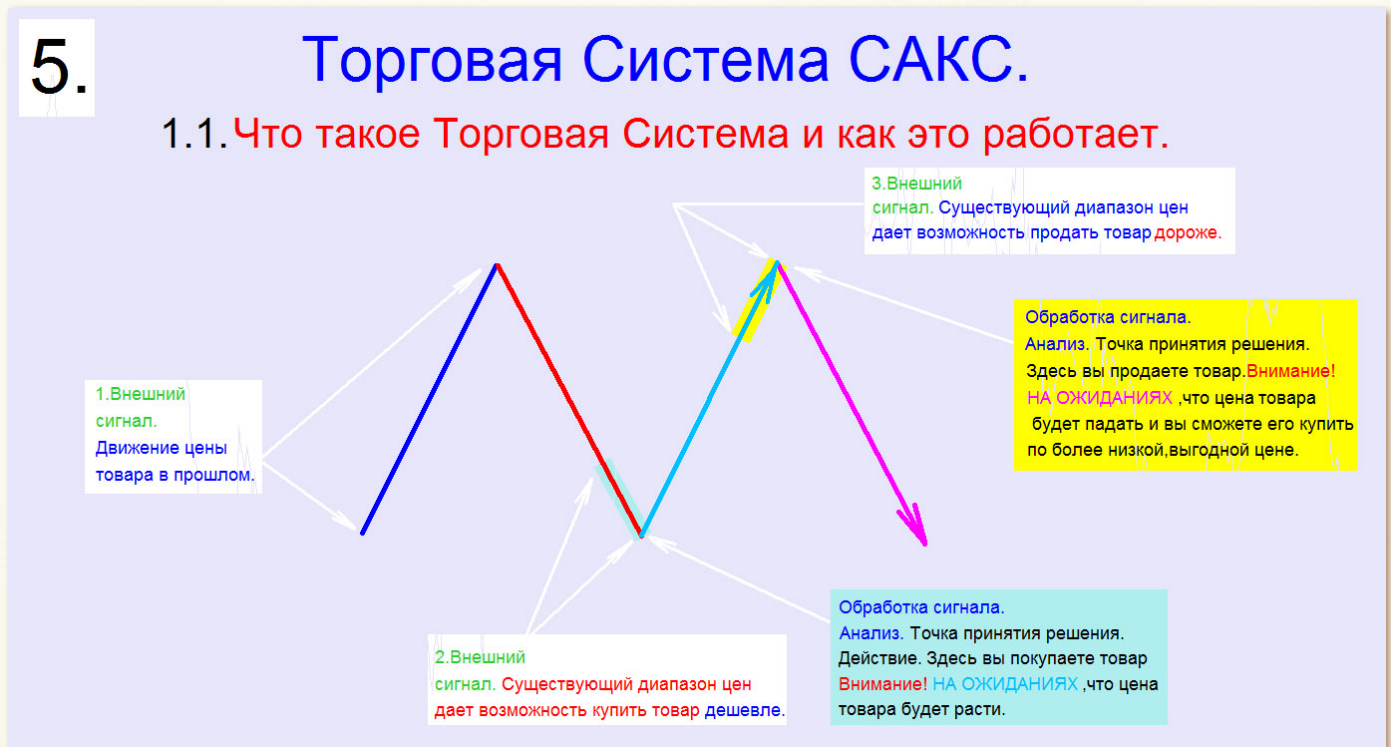 5.
Торговая Система САКС.
1.1.Что такое Торговая Система и как это работает.
3.Внешний
сигнал. Существующий диапазон цен
дает возможность продать товар дороже.
Обработка сигнала.
Анализ. Точка принятия решения.
Здесь вы продаете товар.Внимание!
НА ОЖИДАНИЯХ ,что цена товара
будет падать и вы сможете его купить
по более низкой,выгодной цене.
1.Внешний
сигнал.
Движение цены
товара в прошлом.
Обработка сигнала.
Анализ. Точка принятия решения.
Действие. Здесь вы покупаете товар
Внимание! НА ОЖИДАНИЯХ ,что цена
товара будет расти.
2.Внешний
сигнал. Существующий диапазон цен
дает возможность купить товар дешевле.